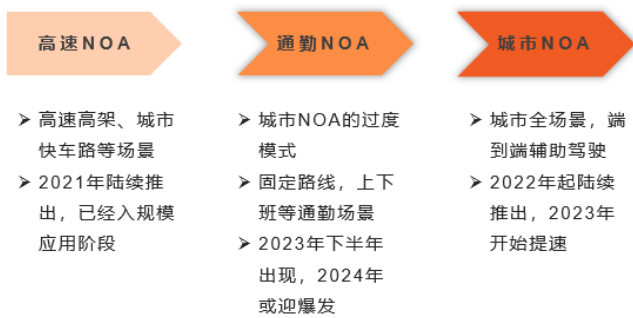 高速NOA
➢ 高速高架、城市
快车路等场景
➢ 2021年陆续推
出，已经入规模
应用阶段
通勤NOA
➢ 城市NOA的过度
模式
➢ 固定路线，上下
班等通勤场景
➢ 2023年下半年
出现，2024年
或迎爆发
城市NOA
➢ 城市全场景，端
到端辅助驾驶
➢ 2022年起陆续
推出，2023年
开始提速